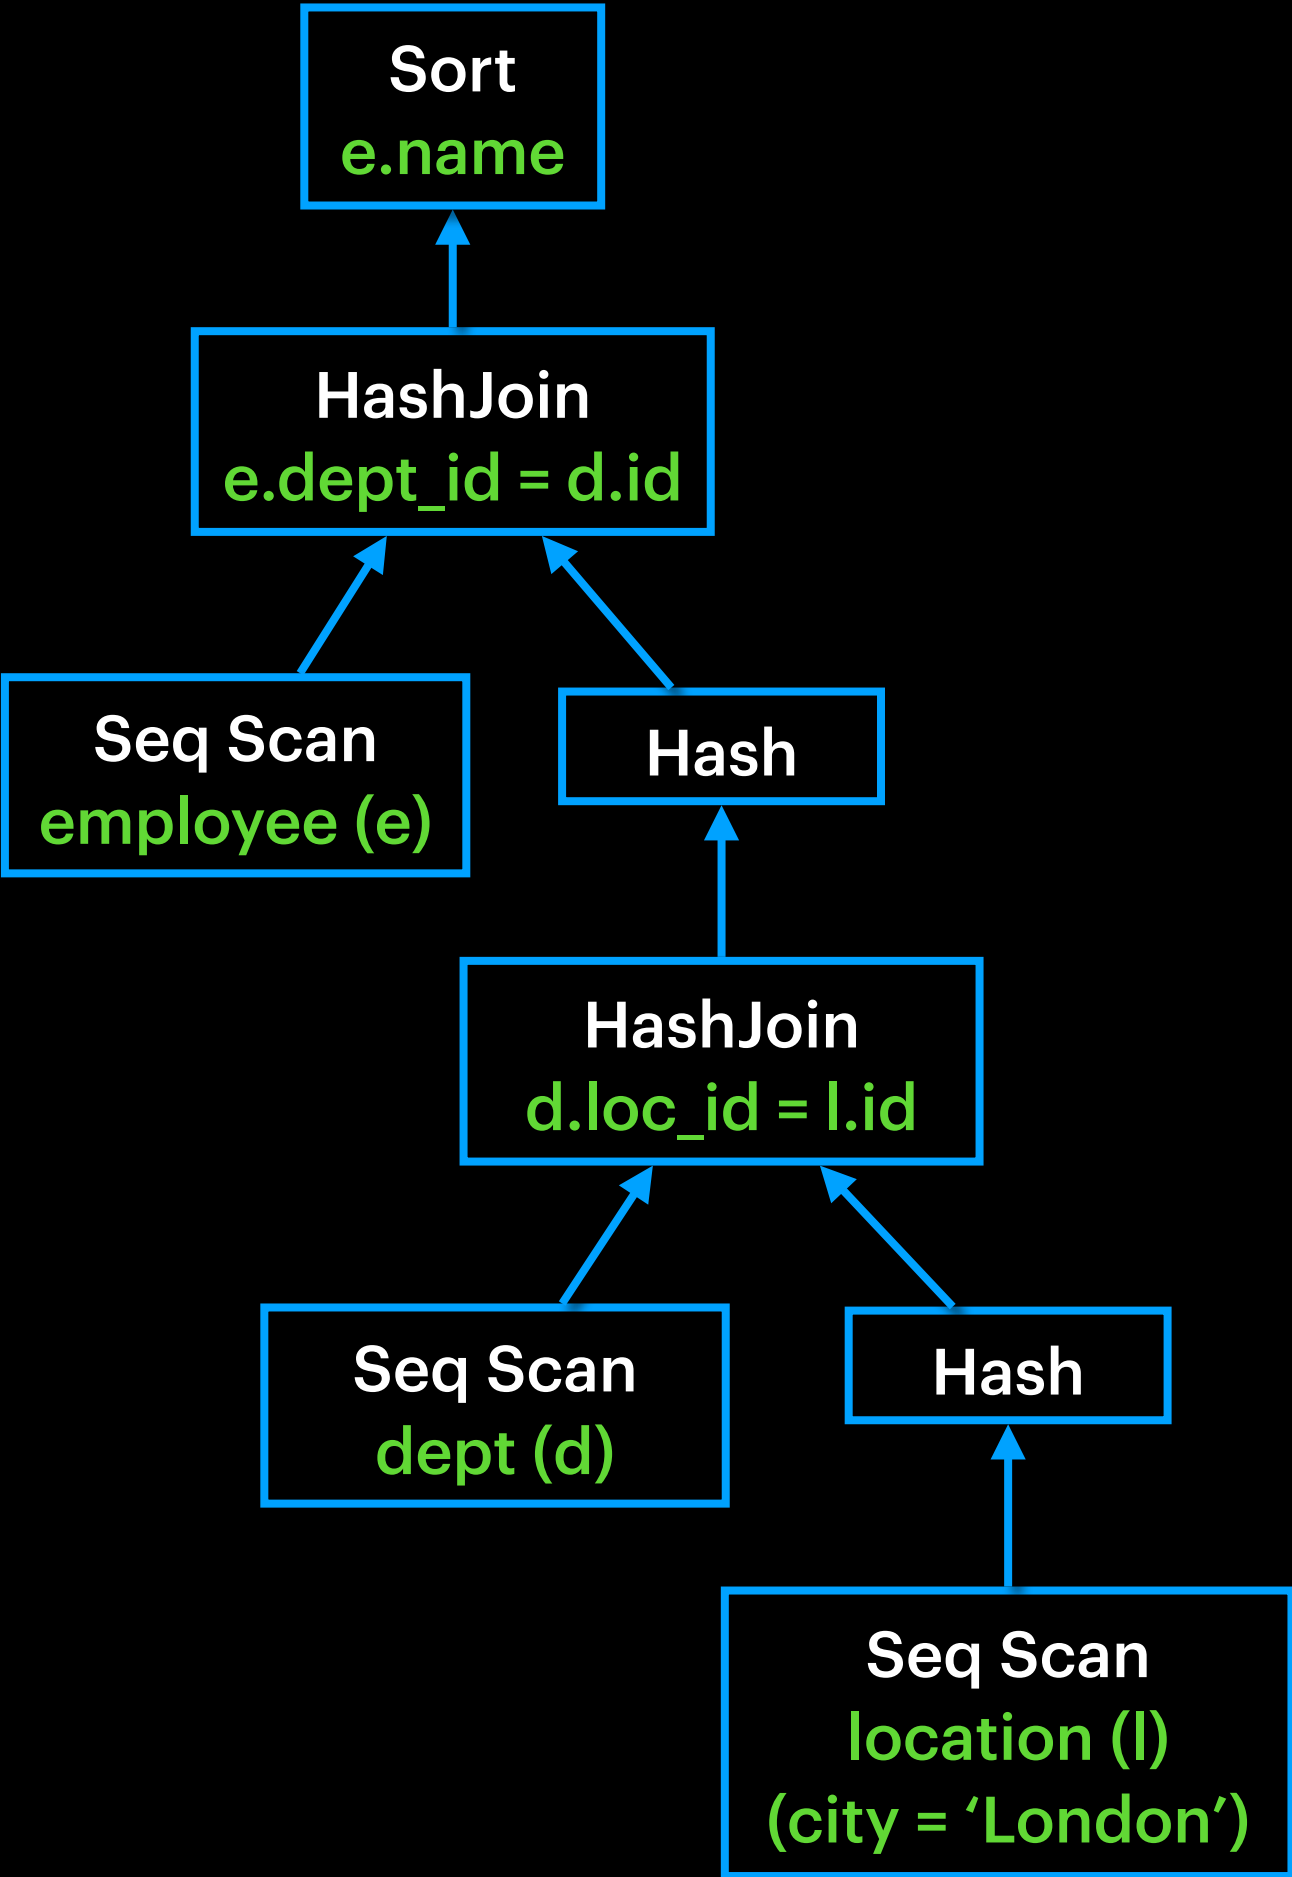 Sort
e.name
HashJoin
e.dept_id = d.id
Seq Scan
employee (e)
Hash
HashJoin
d.loc_id = l.id
Seq Scan
dept (d)
Hash
Seq Scan
location (l)
(city = ‘London’)